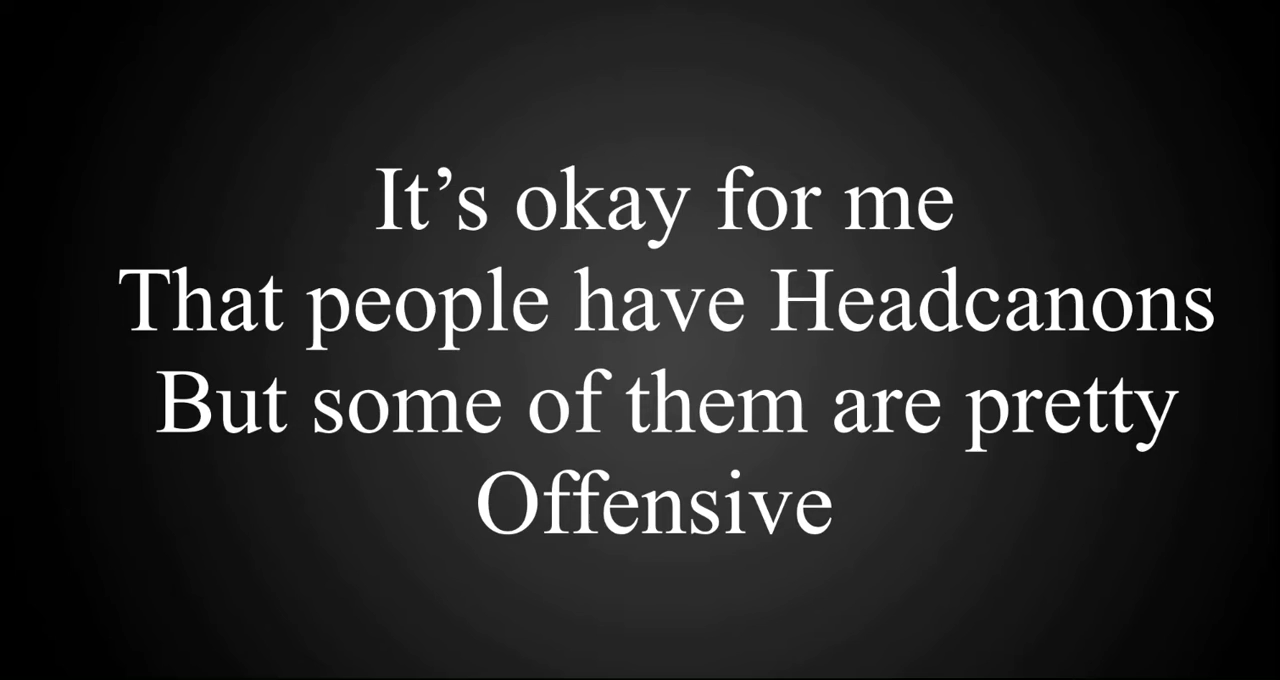 It’s okay for me
That people have Headcanons
But some of them are pretty
Offensive